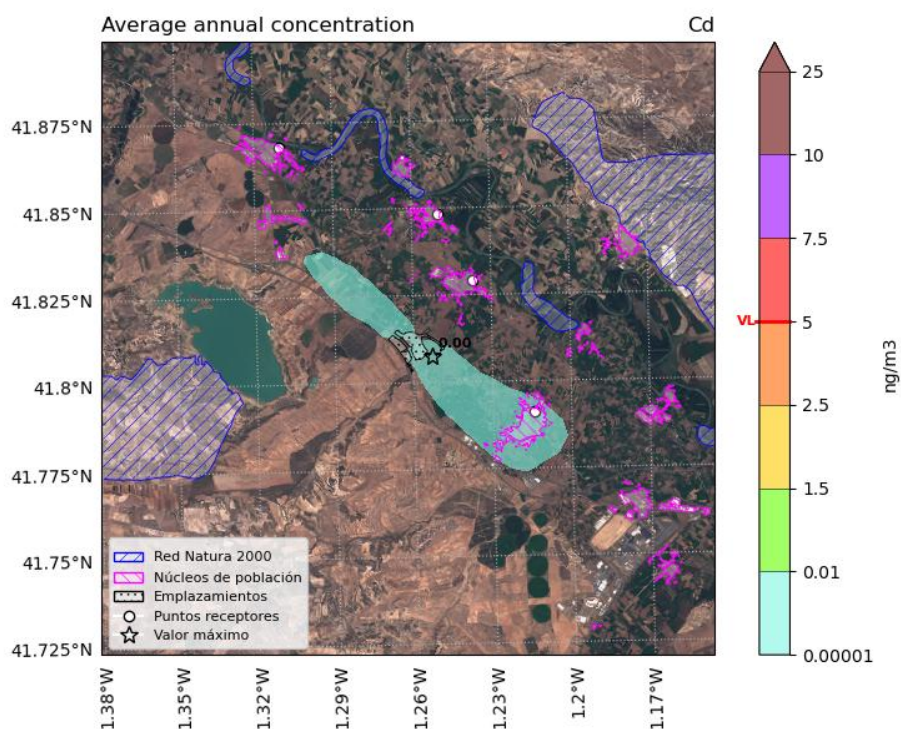 Average annual concentration Cd
41.875°N
41.85°N
41.825°N
41.8°N
41.775°N
41.75°N
41.725°N
0.00
Red Natura 2000
Núcleos de población
Emplazamientos
Puntos receptores
Valor máximo
1.38°W
1.35°W
1.32°W
1.29°W
1.26°W
1.23°W
1.2°W
1.17°W
25
10
7.5
VL 5
2.5
1.5
0.01
0.00001
ng/m3